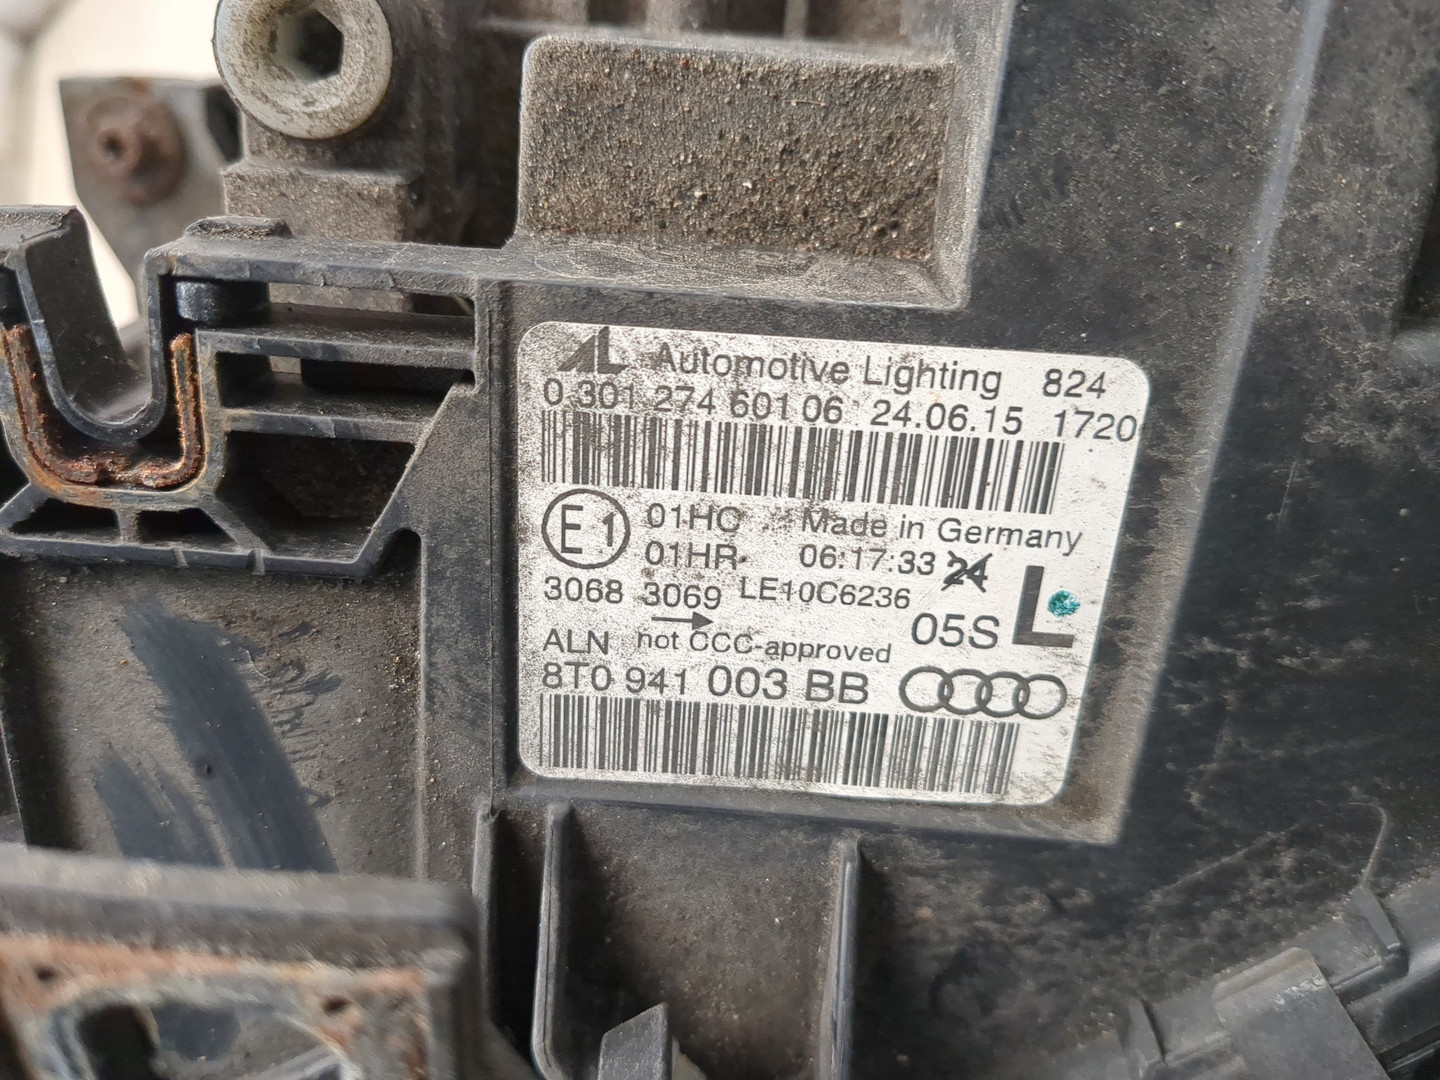 AL Automotive Lighting 824
0 301 274 601 06 24.06.15 1720
E1 01HC Made in Germany
01HR 06:17:33 24
3068 3069 LE10C6236
05S L
ALN not CCC-approved
8T0 941 003 BB